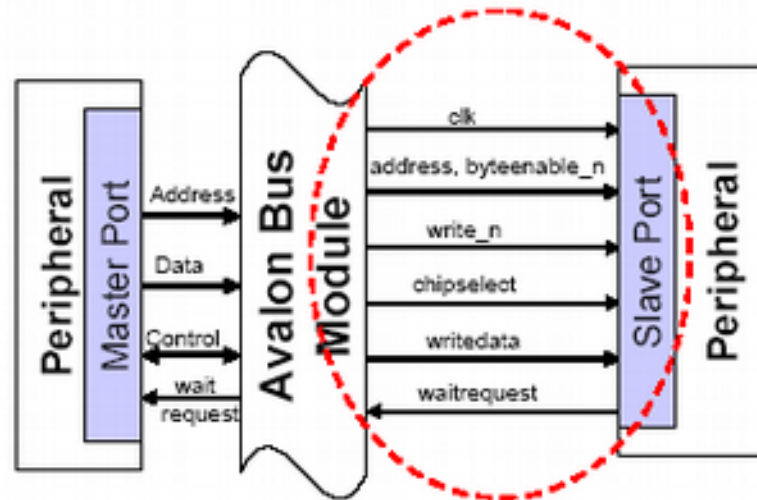 Peripheral
Master Port
Address
Data
Control
wait
request
Avalon Bus
Module
clk
address, byteenable_n
write_n
chipselect
writedata
waitrequest
Slave Port
Peripheral